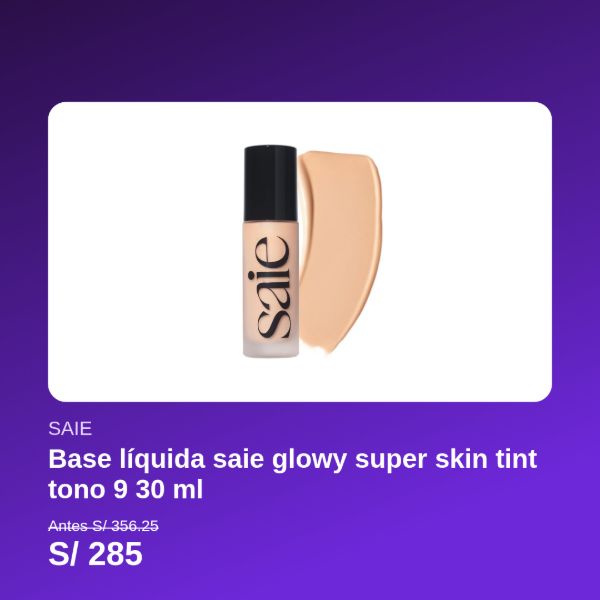 saie
SAIE
Base líquida saie glowy super skin tint
tono 9 30 ml
Antes S/ 356.25
S/ 285